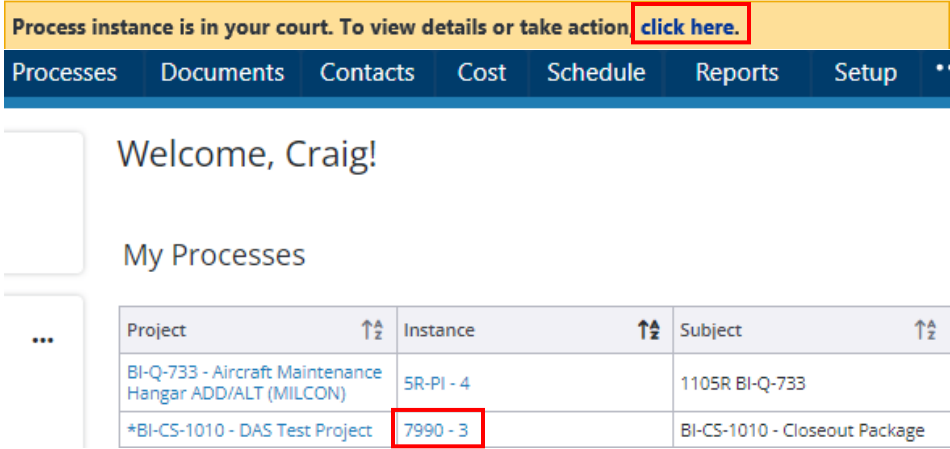 Process instance is in your court. To view details or take action, click here.
Processes Documents Contacts Cost Schedule Reports Setup
Welcome, Craig!
My Processes
Project Instance Subject
BI-Q-733 - Aircraft Maintenance
Hangar ADD/ALT (MILCON) 5R-PI - 4 1105R BI-Q-733
*BI-CS-1010 - DAS Test Project 7990 - 3 BI-CS-1010 - Closeout Package